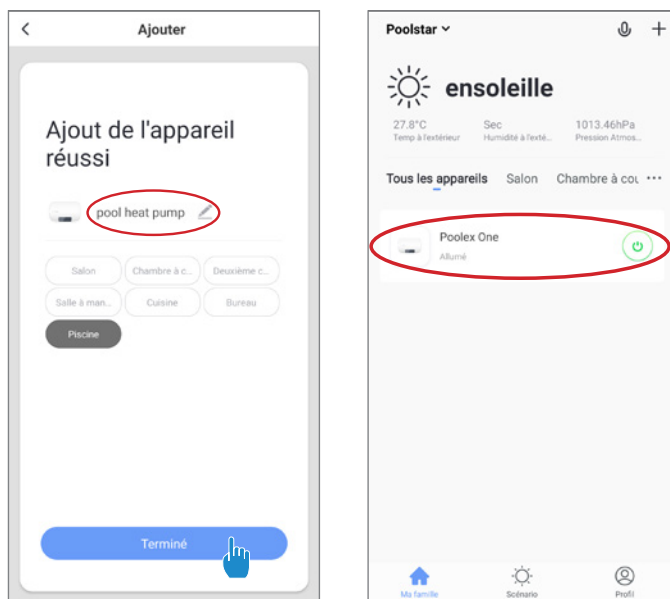 Ajouter
Ajout de l'appareil
réussi
pool heat pump
Salon
Chambre à c...
Deuxième c...
Salle à man...
Cuisine
Bureau
Piscine
Terminé
Poolstar
ensoleille
27.8°C
Sec
1013.46hPa
Temp à l'extérieur
Humidité à l'exté...
Pression Atmos...
Tous les appareils
Salon
Chambre à cou
Poolex One
Allumé
Ma famille
Scénario
Profil